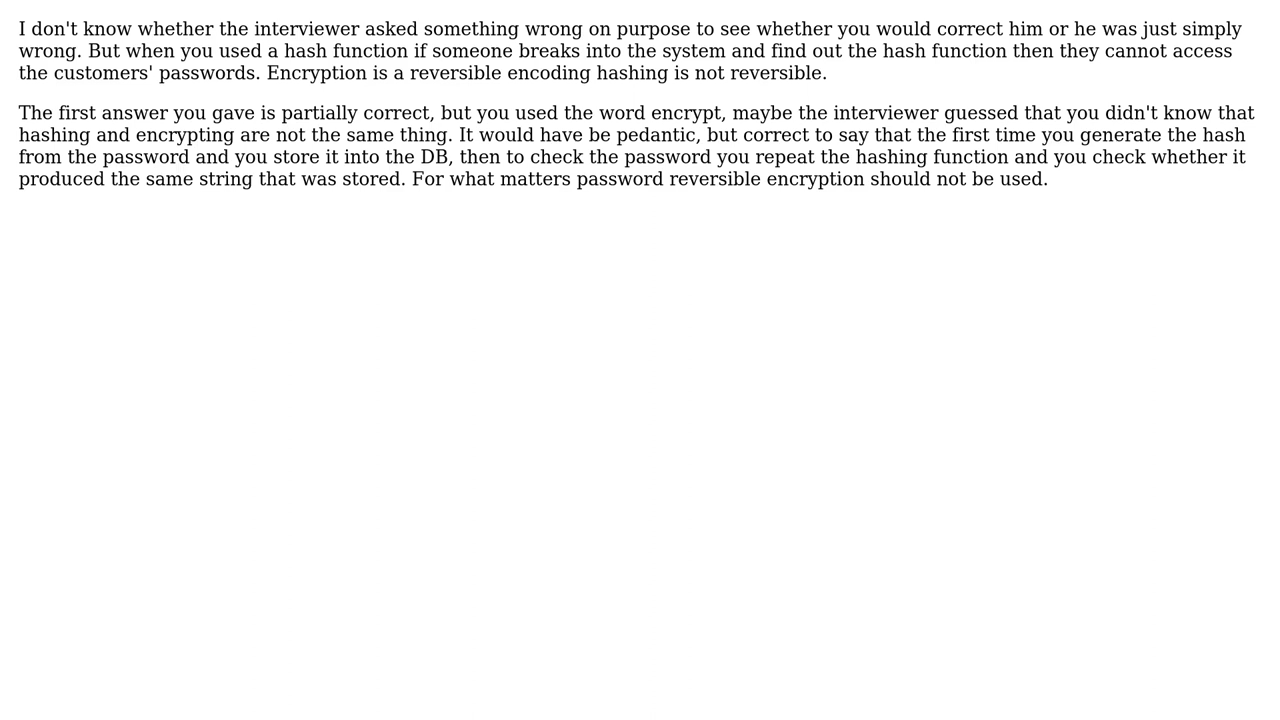 I don't know whether the interviewer asked something wrong on purpose to see whether you would correct him or he was just simply
wrong. But when you used a hash function if someone breaks into the system and find out the hash function then they cannot access
the customers' passwords. Encryption is a reversible encoding hashing is not reversible.
The first answer you gave is partially correct, but you used the word encrypt, maybe the interviewer guessed that you didn't know that
hashing and encrypting are not the same thing. It would have be pedantic, but correct to say that the first time you generate the hash
from the password and you store it into the DB, then to check the password you repeat the hashing function and you check whether it
produced the same string that was stored. For what matters password reversible encryption should not be used.